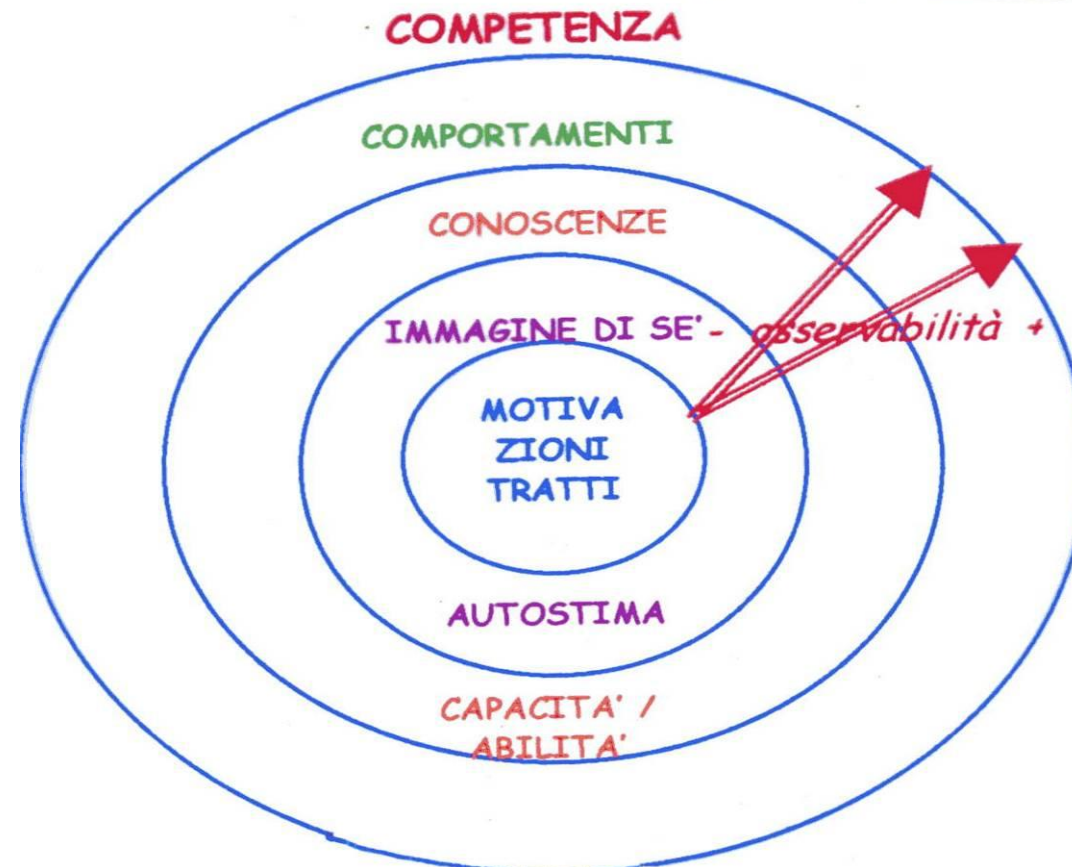 COMPETENZA
COMPORTAMENTI
CONOSCENZE
IMMAGINE DI SE' - osservabilità +
MOTIVA
ZIONI
TRATTI
AUTOSTIMA
CAPACITA' /
ABILITA'